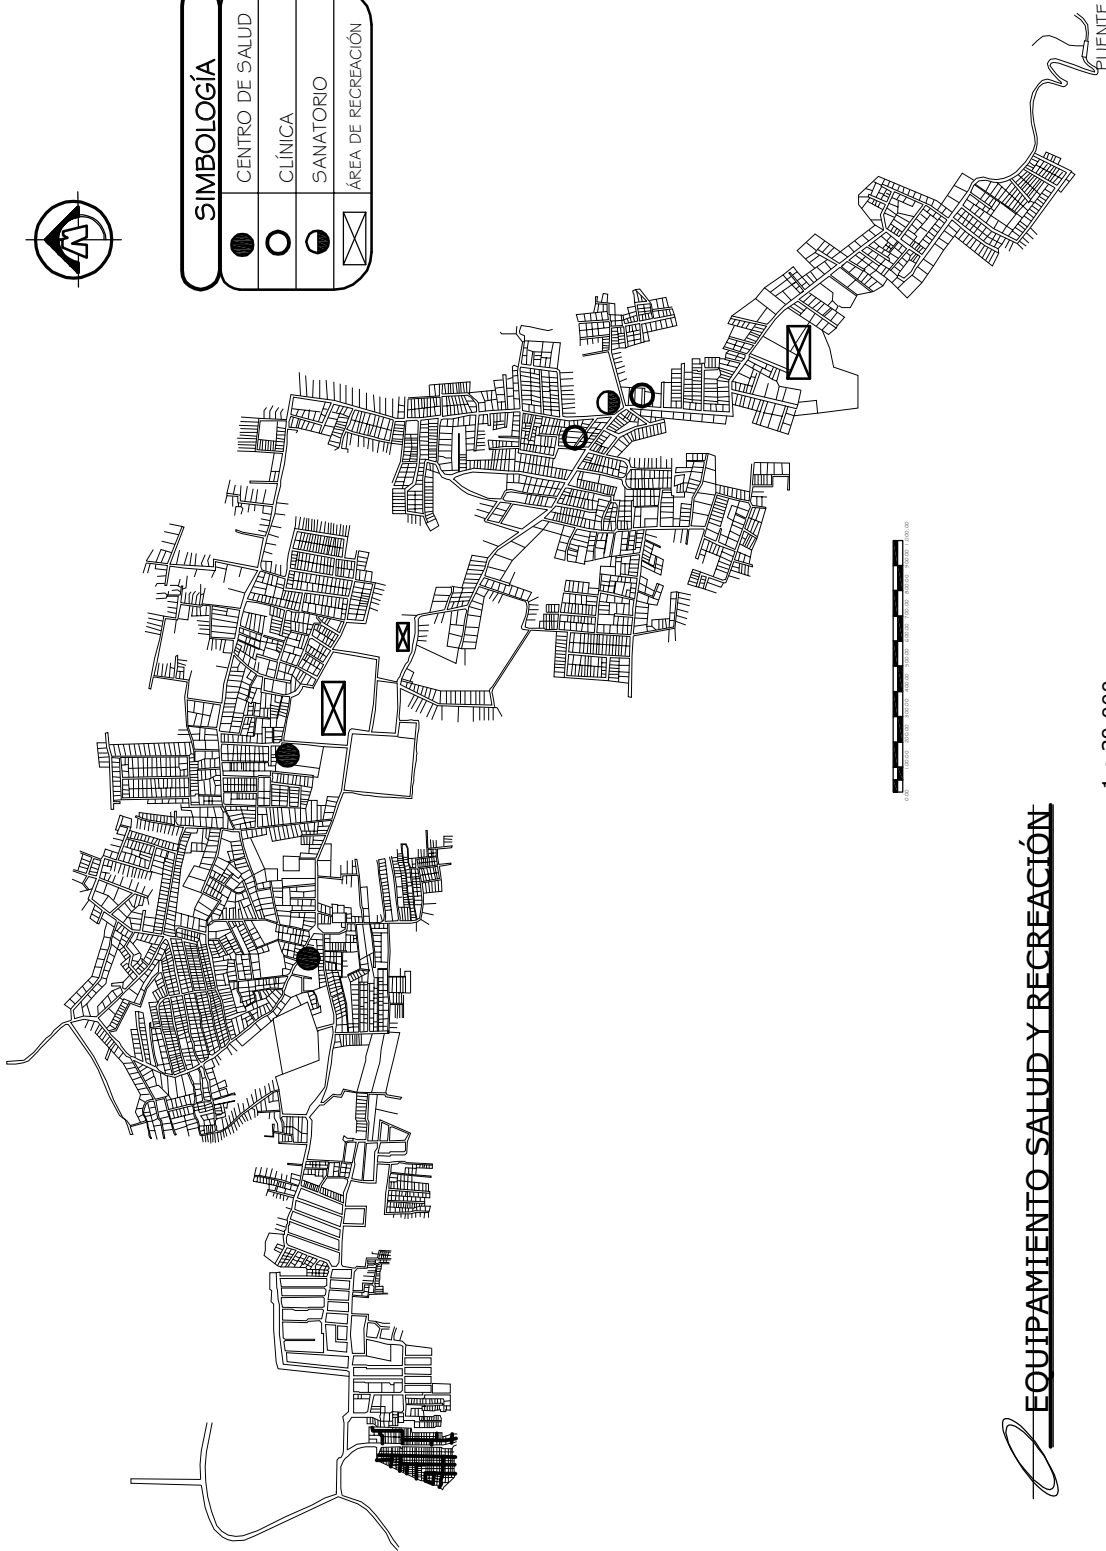 SIMBOLOGÍA
CENTRO DE SALUD
CLÍNICA
SANATORIO
ÁREA DE RECREACIÓN
PUENTE
EQUIPAMIENTO SALUD Y RECREACIÓN